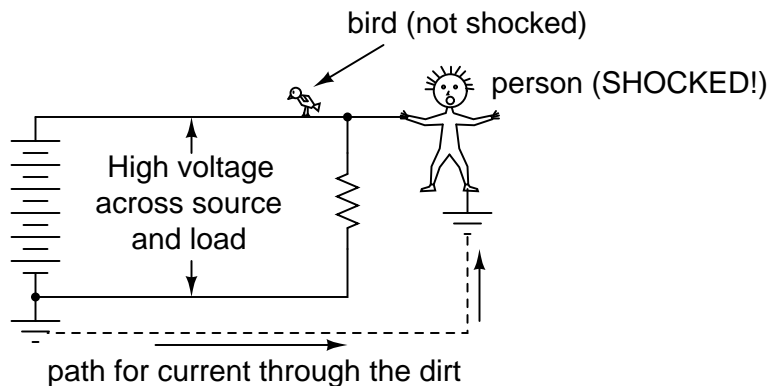 bird (not shocked)
person (SHOCKED!)
High voltage
across source
and load
path for current through the dirt